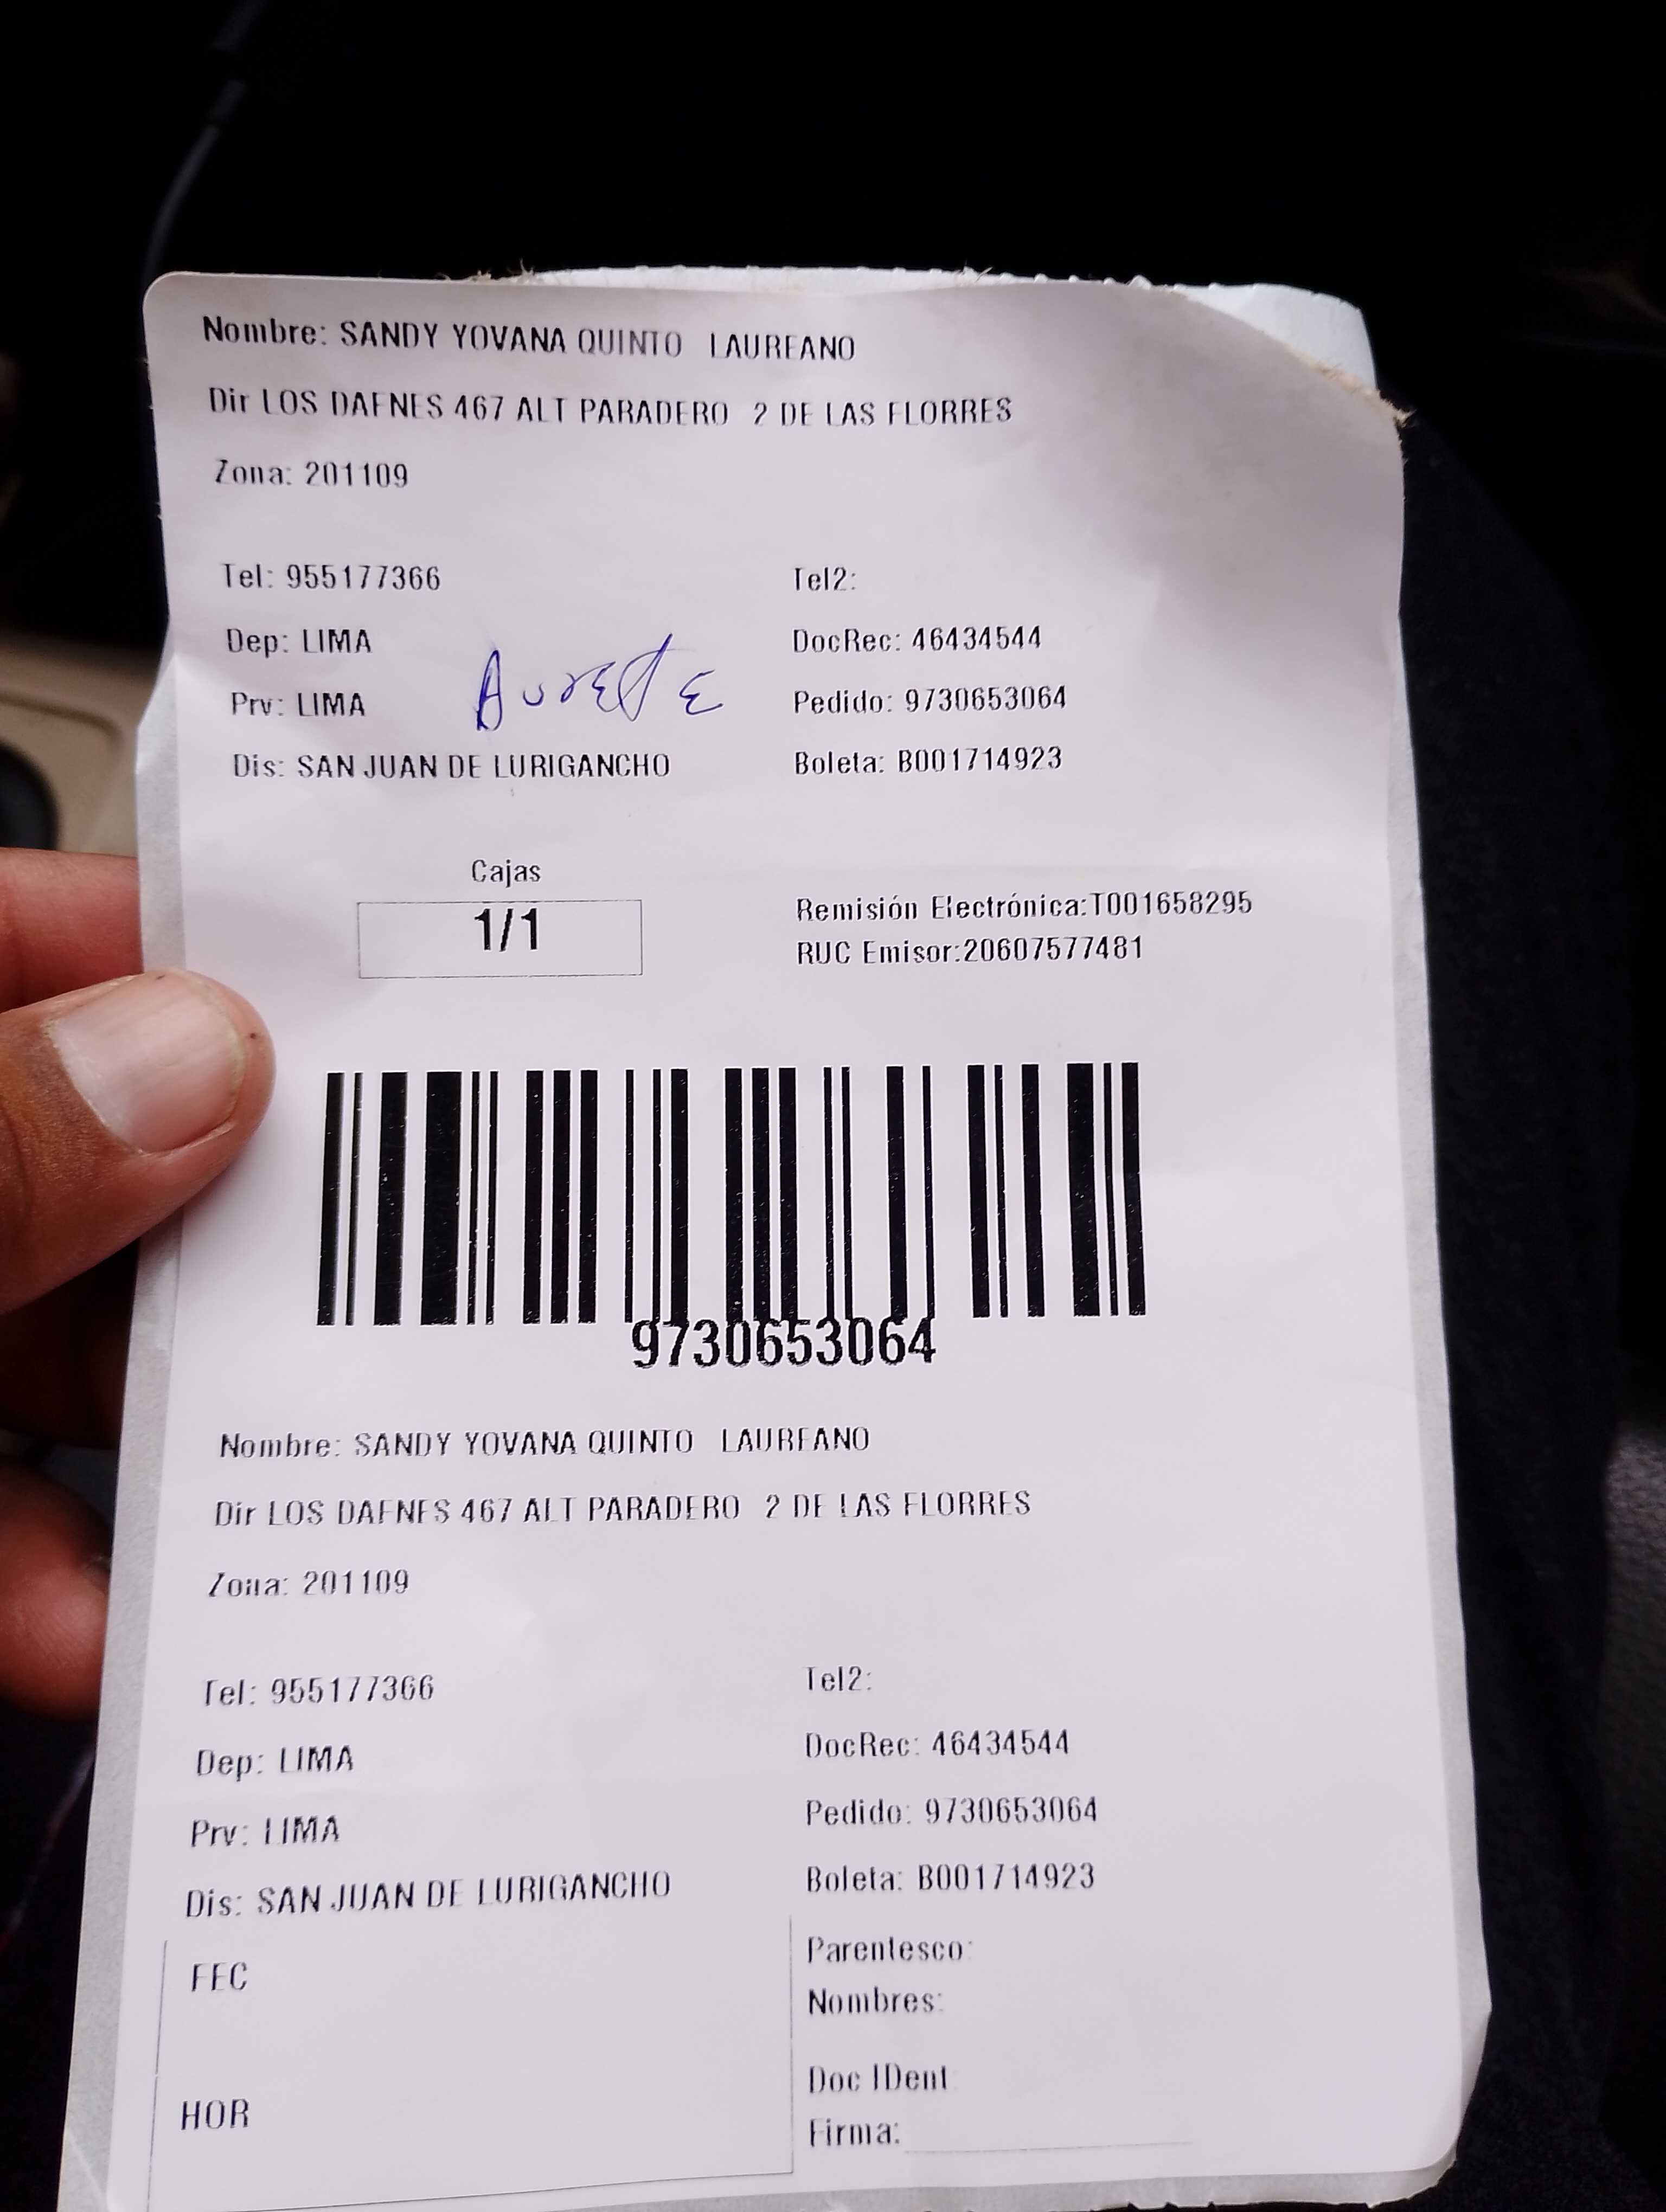 Nombre: SANDY YOVANA QUINTO LAUREANO
Dir LOS DAFNES 467 ALT PARADERO 2 DE LAS FLORRES
Zona: 201109
Tel: 955177366 Tel2:
Dep: LIMA DocRec: 46434544
Prv: LIMA Pedido: 9730653064
Dis: SAN JUAN DE LURIGANCHO Boleta: B001714923
Cajas
1/1
Remisión Electrónica:T001658295
RUC Emisor:20607577481
9730653064
Nombre: SANDY YOVANA QUINTO LAUREANO
Dir LOS DAFNES 467 ALT PARADERO 2 DE LAS FLORRES
Zona: 201109
Tel: 955177366 Tel2:
Dep: LIMA DocRec: 46434544
Prv: LIMA Pedido: 9730653064
Dis: SAN JUAN DE LURIGANCHO Boleta: B001714923
FEC
HOR
Parentesco:
Nombres:
Doc IDent
Firma: